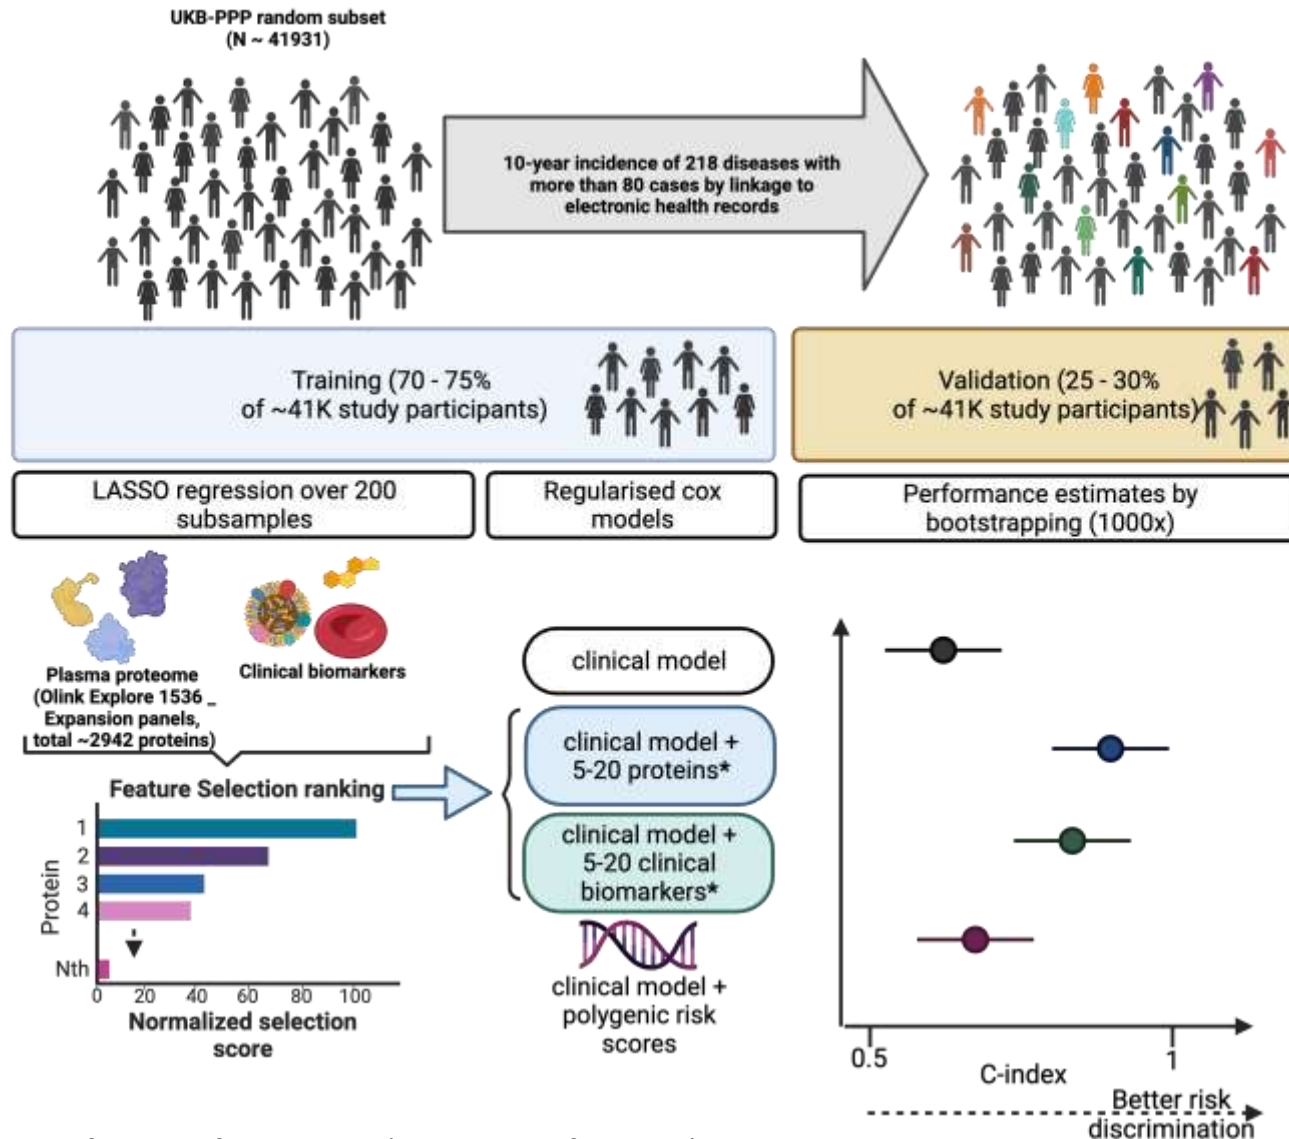 UKB-PPP random subset
(N ~ 41931)
10-year incidence of 218 diseases with
more than 80 cases by linkage to
electronic health records
Training (70 - 75%
of ~41K study participants)
Validation (25 - 30%
of ~41K study participants)
LASSO regression over 200
subsamples
Regularised cox
models
Performance estimates by
bootstrapping (1000x)
Plasma proteome
(Olink Explore 1536 _
Expansion panels,
total ~2942 proteins)
Clinical biomarkers
Feature Selection ranking
Protein
1
2
3
4
Nth
0 20 40 60 80 100
Normalized selection
score
clinical model
clinical model +
5-20 proteins*
clinical model +
5-20 clinical
biomarkers*
clinical model +
polygenic risk
scores
0.5 1
C-index
Better risk
discrimination